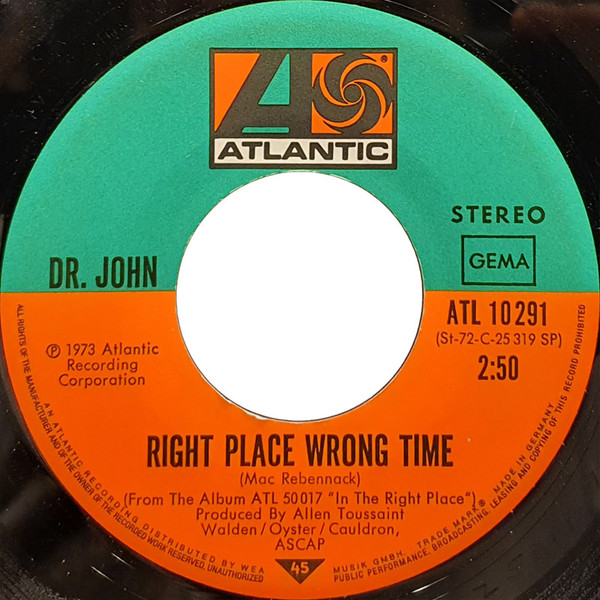 ATLANTIC
STEREO
GEMA
DR. JOHN
ATL 10291
(St-72-C-25 319 SP)
2:50
℗ 1973 Atlantic
Recording
Corporation
RIGHT PLACE WRONG TIME
(Mac Rebennack)
(From The Album ATL 50017 "In The Right Place")
Produced By Allen Toussaint
Walden/Oyster/Cauldron,
ASCAP
45
ALL RIGHTS OF THE MANUFACTURER AND OF THE OWNER OF THE RECORDED WORK RESERVED. UNAUTHORIZED PUBLIC PERFORMANCE, BROADCASTING, LEASING AND COPYING OF THIS RECORD PROHIBITED
AN ATLANTIC RECORDING DISTRIBUTED BY WEA MUSIK GMBH. TRADE MARK® MADE IN GERMANY